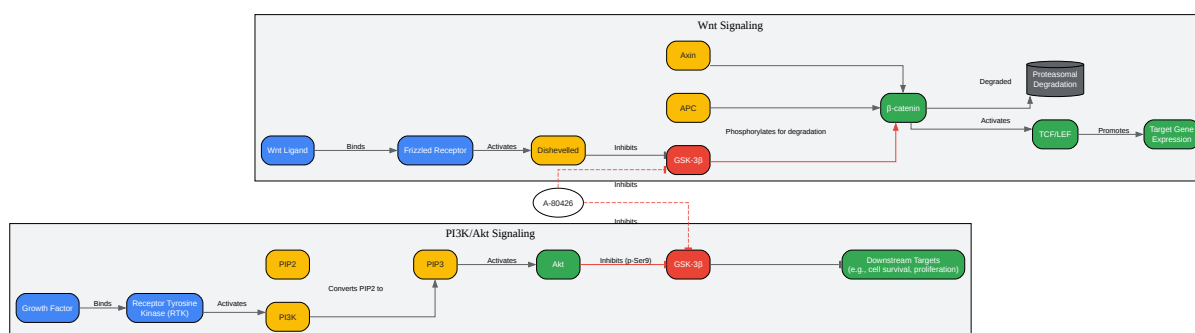 Wnt Signaling
Axin
APC
Phosphorylates for degradation
β-catenin
Degraded
Proteasomal
Degradation
Activates
TCF/LEF
Promotes
Target Gene
Expression
Wnt Ligand
Binds
Frizzled Receptor
Activates
Dishevelled
Inhibits
GSK-3β
Inhibits
A-80426
Inhibits
PI3K/Akt Signaling
PIP2
Converts PIP2 to
PIP3
Activates
Akt
Inhibits (p-Ser9)
GSK-3β
Downstream Targets
(e.g., cell survival, proliferation)
Growth Factor
Binds
Receptor Tyrosine
Kinase (RTK)
Activates
PI3K